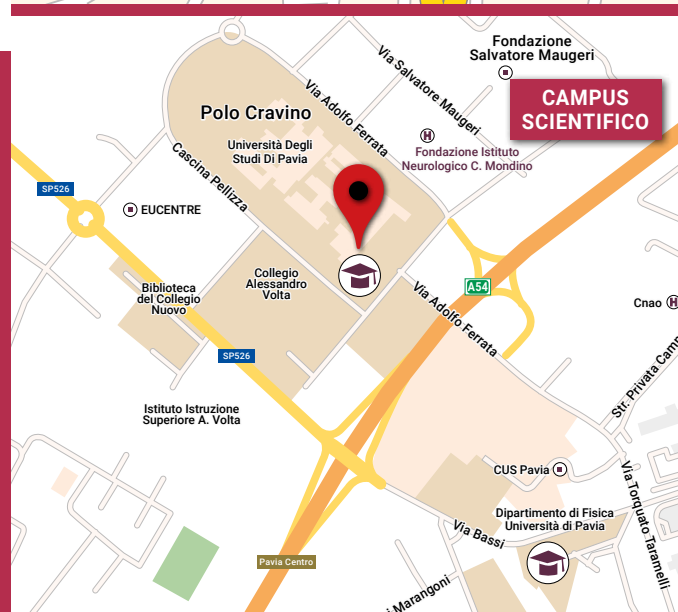 Fondazione
Salvatore Maugeri
Via Salvatore Maugeri
CAMPUS
SCIENTIFICO
Via Adolfo Ferrata
Polo Cravino
Università Degli
Studi Di Pavia
H
Fondazione Istituto
Neurologico C. Mondino
Cascina Pellizza
SP526
EUCENTRE
Collegio
Alessandro
Volta
Biblioteca
del Collegio
Nuovo
A54
Via Adolfo Ferrata
Cnao
H
SP526
Str. Privata Camp
Istituto Istruzione
Superiore A. Volta
CUS Pavia
Via Torquato Taramelli
Dipartimento di Fisica
Università di Pavia
Via Bassi
Pavia Centro
i Marangoni